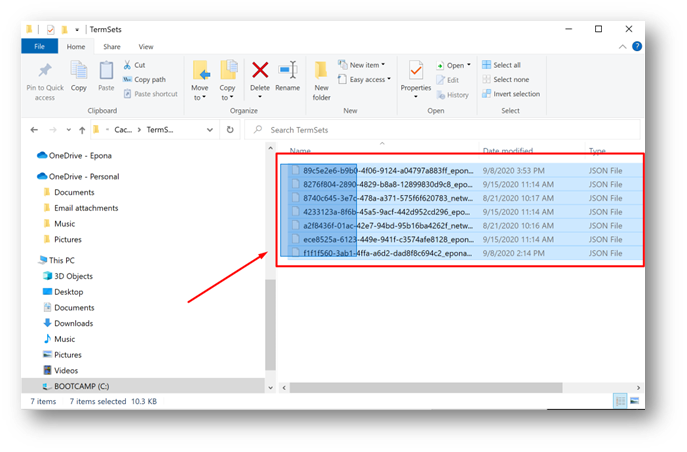 TermSets
File Home Share View
Pin to Quick access
Copy
Paste
Cut
Copy path
Paste shortcut
Clipboard
Move to
Copy to
Delete
Rename
Organize
New folder
New item
Easy access
New
Properties
Open
Edit
History
Open
Select all
Select none
Invert selection
Select
Cac... TermS... Search TermSets
Name Date modified Type
OneDrive - Epona
OneDrive - Personal
Documents
Email attachments
Music
Pictures
This PC
3D Objects
Desktop
Documents
Downloads
Music
Pictures
Videos
BOOTCAMP (C:)
89c5e2e6-b9b0-4f06-9124-a04797a883ff_epon... 9/8/2020 3:53 PM JSON File
8276f804-2890-4829-b8a8-12899830d9c8_epo... 9/15/2020 11:14 AM JSON File
8740c645-3e7c-478a-a371-575f6f620783_netw... 8/21/2020 10:17 AM JSON File
4233123a-8f6b-45a5-9acf-442d952cd296_epo... 9/15/2020 11:14 AM JSON File
a2f8436f-01ac-42e7-94bd-95b16ba4262f_netw... 8/21/2020 10:16 AM JSON File
ece8525a-6123-449e-941f-c3574afe8128_epon... 9/15/2020 11:14 AM JSON File
f1f1f560-3ab1-4ffa-a6d2-dad8f8c694c2_epona... 9/8/2020 2:14 PM JSON File
7 items 7 items selected 10.3 KB